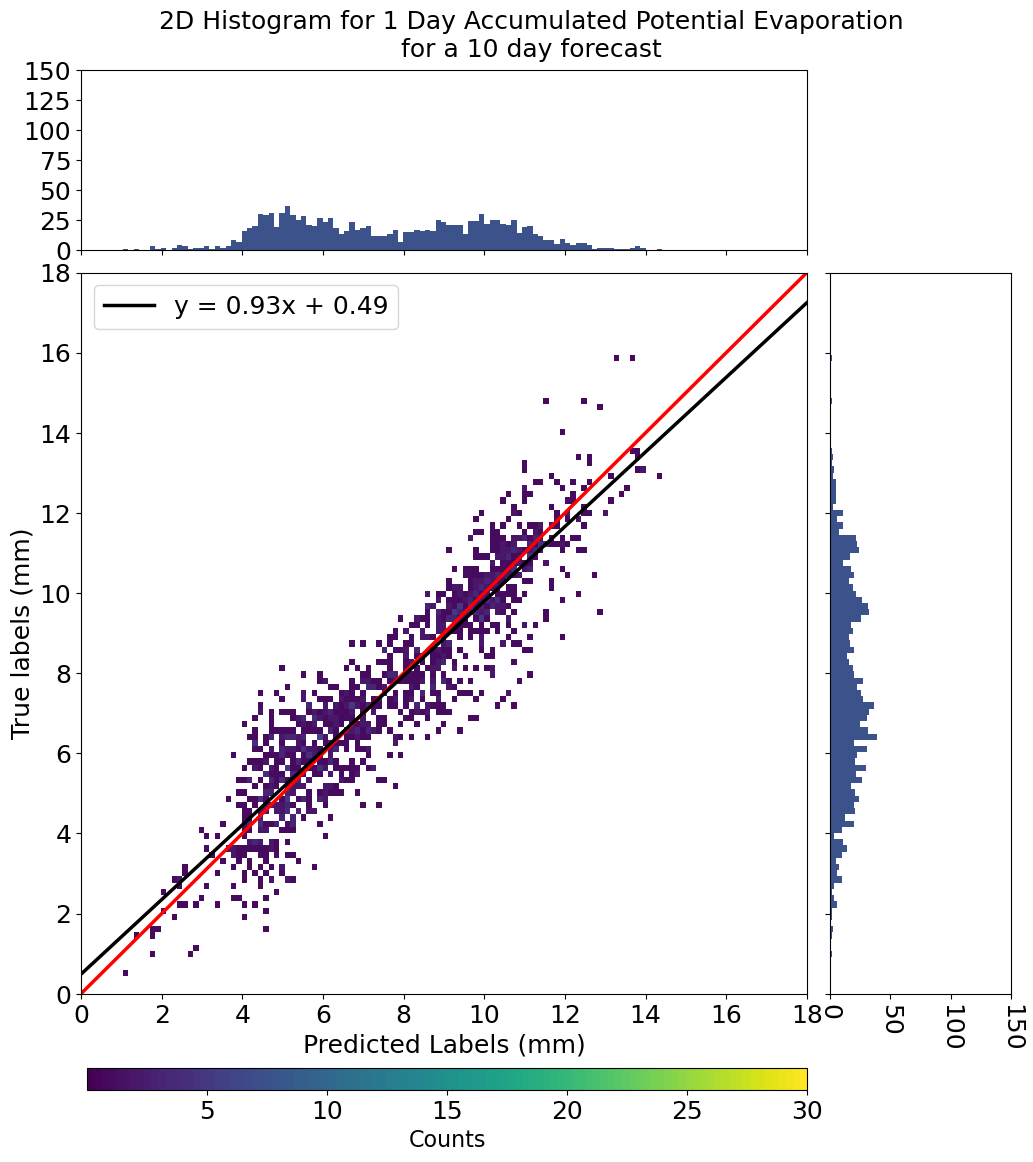 2D Histogram for 1 Day Accumulated Potential Evaporation
for a 10 day forecast
150
125
100
75
50
25
0
18
16
14
12
10
8
6
4
2
0
True labels (mm)
y = 0.93x + 0.49
0 2 4 6 8 10 12 14 16 18
Predicted Labels (mm)
0 50 100 150
5 10 15 20 25 30
Counts